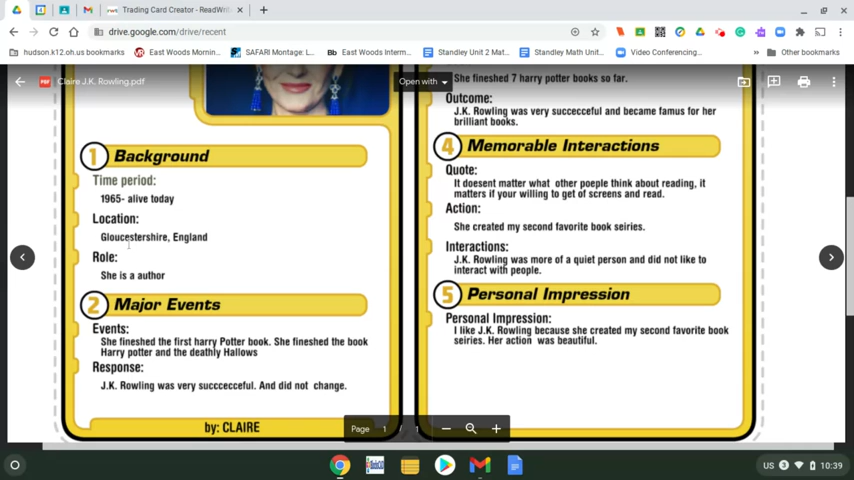 Trading Card Creator - ReadWrit
drive.google.com/drive/recent
hudson.k12.oh.us bookmarks
East Woods Mornin...
SAFARI Montage: L...
Bb East Woods Interm...
Standley Unit 2 Mat...
Standley Math Unit...
Video Conferencing...
Other bookmarks
PDF Claire J.K. Rowling.pdf
Open with
1 Background
Time period:
1965- alive today
Location:
Gloucestershire, England
Role:
She is a author
2 Major Events
Events:
She fineshed the first harry Potter book. She fineshed the book
Harry potter and the deathly Hallows
Response:
J.K. Rowling was very succcecceful. And did not change.
by: CLAIRE
She fineshed 7 harry potter books so far.
Outcome:
J.K. Rowling was very succecceful and became famus for her
brilliant books.
4 Memorable Interactions
Quote:
It doesent matter what other poeple think about reading, it
matters if your willing to get of screens and read.
Action:
She created my second favorite book seiries.
Interactions:
J.K. Rowling was more of a quiet person and did not like to
interact with people.
5 Personal Impression
Personal Impression:
I like J.K. Rowling because she created my second favorite book
seiries. Her action was beautiful.
Page 1 / 1
US 3 10:39